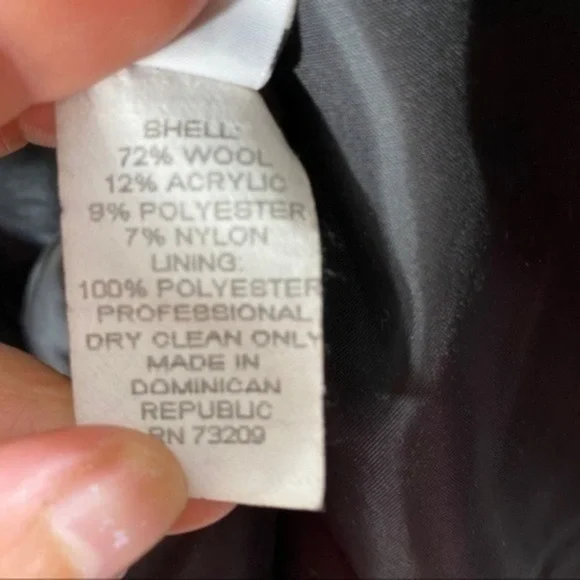 SHELL:
72% WOOL
12% ACRYLIC
9% POLYESTER
7% NYLON
LINING:
100% POLYESTER
PROFESSIONAL
DRY CLEAN ONLY
MADE IN
DOMINICAN
REPUBLIC
RN 73209